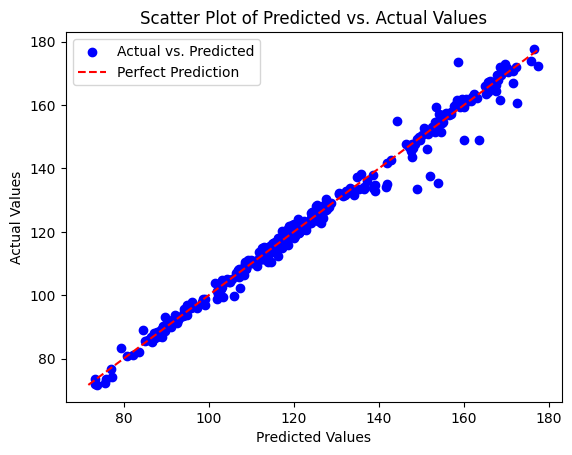 Scatter Plot of Predicted vs. Actual Values
Actual vs. Predicted
Perfect Prediction
Actual Values
180
160
140
120
100
80
80 100 120 140 160 180
Predicted Values